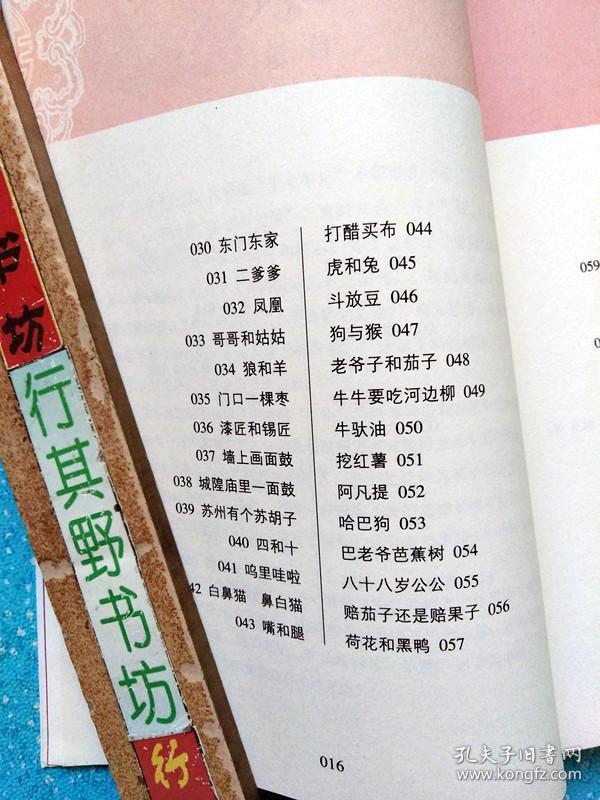 书
坊
行其野书坊
行
030 东门东家
031 二爹爹
032 凤凰
033 哥哥和姑姑
034 狼和羊
035 门口一棵枣
036 漆匠和锡匠
037 墙上画面鼓
038 城隍庙里一面鼓
039 苏州有个苏胡子
040 四和十
041 呜里哇啦
42 白鼻猫 鼻白猫
043 嘴和腿
打醋买布 044
虎和兔 045
斗放豆 046
狗与猴 047
老爷子和茄子 048
牛牛要吃河边柳 049
牛驮油 050
挖红薯 051
阿凡提 052
哈巴狗 053
巴老爷芭蕉树 054
八十八岁公公 055
赔茄子还是赔果子 056
荷花和黑鸭 057
016
059
孔夫子旧书网
www.kongfz.com